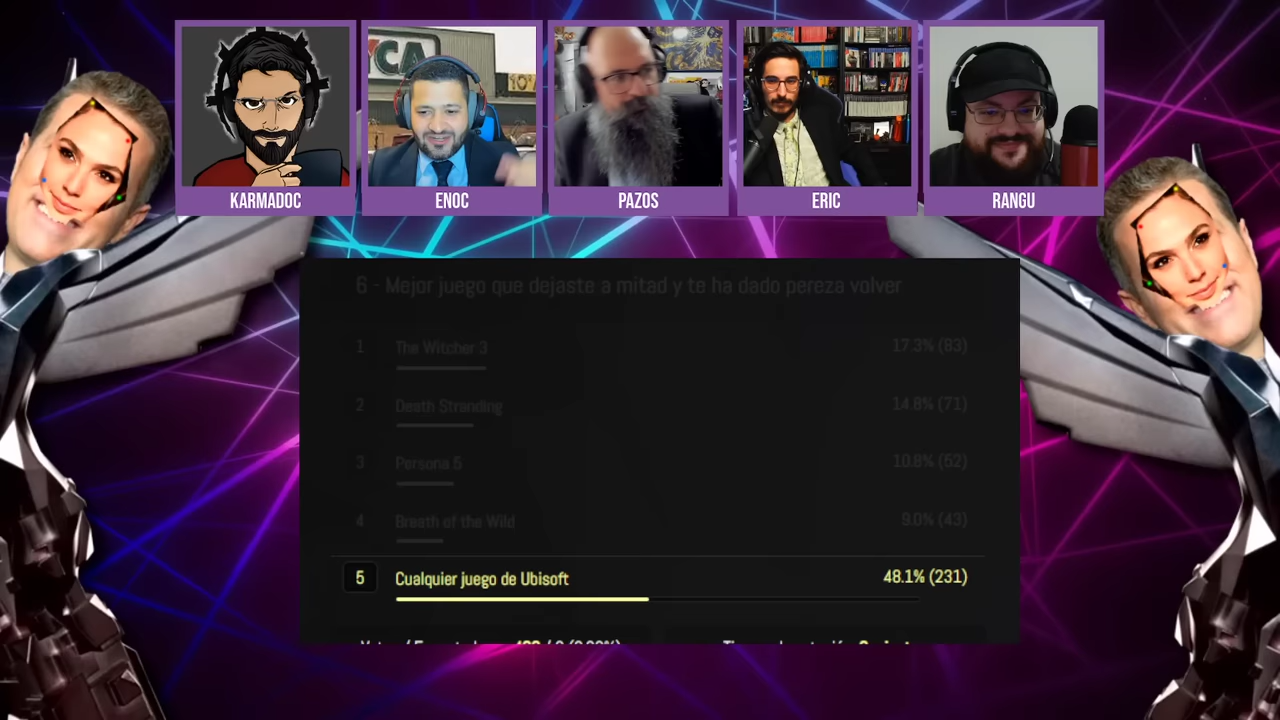 CA
KARMADOC
ENOC
PAZOS
ERIC
RANGU
6 - Mejor juego que dejaste a mitad y te ha dado pereza volver
1 The Witcher 3 17.3% (83)
2 Death Stranding 14.8% (71)
3 Persona 5 10.8% (52)
4 Breath of the Wild 9.0% (43)
5 Cualquier juego de Ubisoft 48.1% (231)